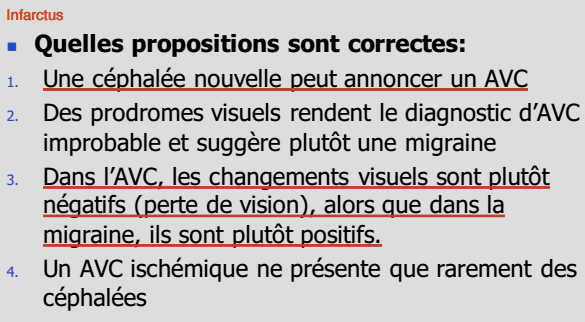 Infarctus
Quelles propositions sont correctes:
1. Une céphalée nouvelle peut annoncer un AVC
2. Des prodromes visuels rendent le diagnostic d'AVC
improbable et suggère plutôt une migraine
3. Dans l'AVC, les changements visuels sont plutôt
négatifs (perte de vision), alors que dans la
migraine, ils sont plutôt positifs.
4. Un AVC ischémique ne présente que rarement des
céphalées